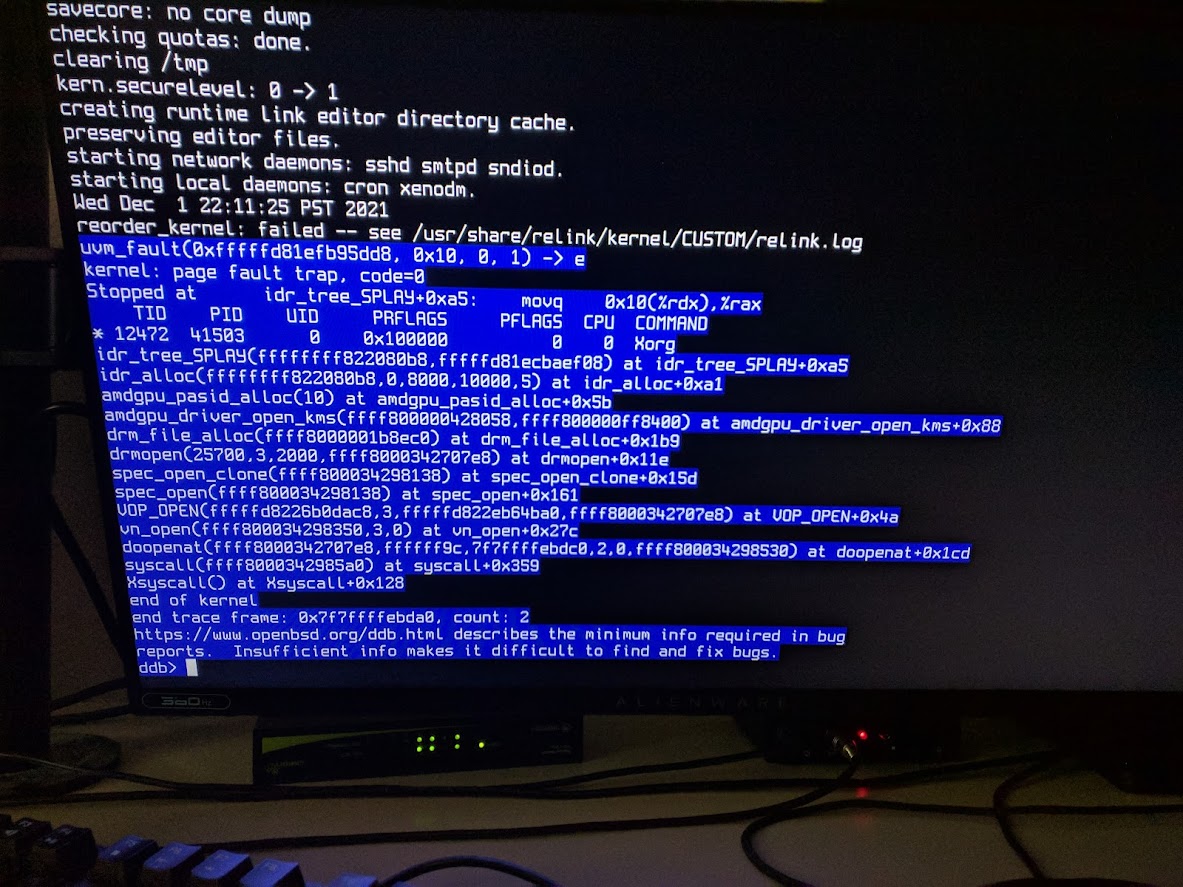 savecore: no core dump
checking quotas: done.
clearing /tmp
kern.securelevel: 0 -> 1
creating runtime link editor directory cache.
preserving editor files.
starting network daemons: sshd smtpd sndiod.
starting local daemons: cron xenodm.
Wed Dec  1 22:11:25 PST 2021
reorder_kernel: failed -- see /usr/share/relink/kernel/CUSTOM/relink.log
uvm_fault(0xfffffd81efb95dd8, 0x10, 0, 1) -> e
kernel: page fault trap, code=0
Stopped at      idr_tree_SPLAY+0xa5:    movq    0x10(%rdx),%rax
TID    PID    UID    PRFLAGS    PFLAGS  CPU  COMMAND
* 12472  41503    0    0x100000    0    0  Xorg
idr_tree_SPLAY(ffffffff822080b8,fffffd81ecbaef08) at idr_tree_SPLAY+0xa5
idr_alloc(ffffffff822080b8,0,8000,10000,5) at idr_alloc+0xa1
amdgpu_pasid_alloc(10) at amdgpu_pasid_alloc+0x5b
amdgpu_driver_open_kms(ffff800000428058,ffff800000ff8400) at amdgpu_driver_open_kms+0x88
drm_file_alloc(ffff8000001b8ec0) at drm_file_alloc+0x1b9
drmopen(25700,3,2000,ffff8000342707e8) at drmopen+0x11e
spec_open_clone(ffff800034298138) at spec_open_clone+0x15d
spec_open(ffff800034298138) at spec_open+0x161
VOP_OPEN(fffffd8226b0dac8,3,fffffd822eb64ba0,ffff8000342707e8) at VOP_OPEN+0x4a
vn_open(ffff800034298350,3,0) at vn_open+0x27c
doopenat(ffff8000342707e8,ffffff9c,7f7ffffebdc0,2,0,ffff800034298530) at doopenat+0x1cd
syscall(ffff8000342985a0) at syscall+0x359
Xsyscall() at Xsyscall+0x128
end of kernel
end trace frame: 0x7f7ffffebda0, count: 2
https://www.openbsd.org/ddb.html describes the minimum info required in bug
reports.  Insufficient info makes it difficult to find and fix bugs.
ddb>
360Hz
ALIENWARE